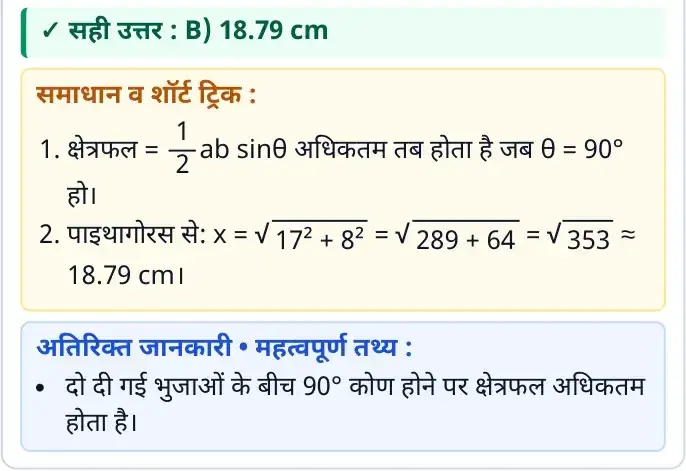 ✓ सही उत्तर : B) 18.79 cm
समाधान व शॉर्ट ट्रिक :
1. क्षेत्रफल = 1/2 ab sinθ अधिकतम तब होता है जब θ = 90°
हो।
2. पाइथागोरस से: x = √17² + 8² = √289 + 64 = √353 ≈
18.79 cm।
अतिरिक्त जानकारी • महत्वपूर्ण तथ्य :
• दो दी गई भुजाओं के बीच 90° कोण होने पर क्षेत्रफल अधिकतम
होता है।